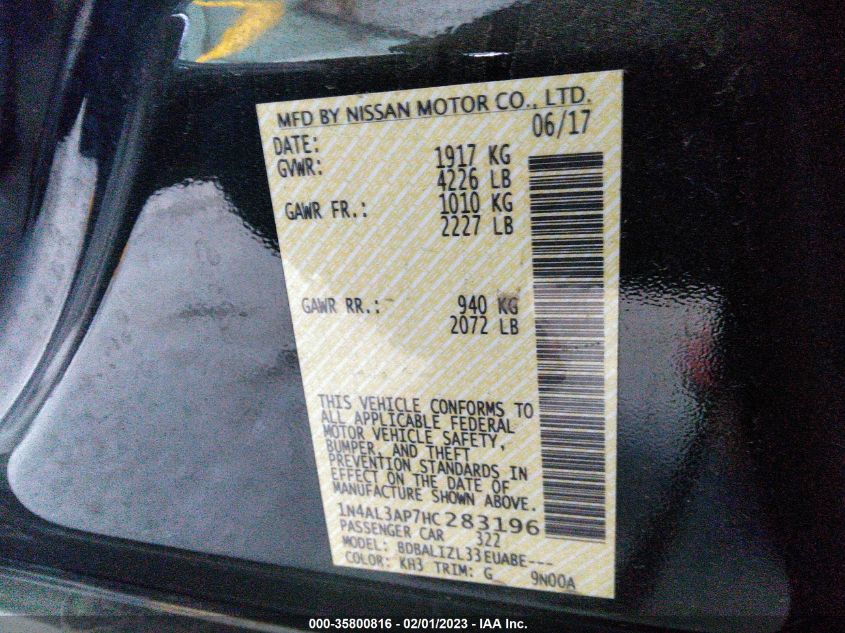 MFD BY NISSAN MOTOR CO., LTD.
DATE: 06/17
GVWR: 1917 KG
4226 LB
GAWR FR.: 1010 KG
2227 LB
GAWR RR.: 940 KG
2072 LB
THIS VEHICLE CONFORMS TO
ALL APPLICABLE FEDERAL
MOTOR VEHICLE SAFETY,
BUMPER, AND THEFT
PREVENTION STANDARDS IN
EFFECT ON THE DATE OF
MANUFACTURE SHOWN ABOVE.
1N4AL3AP7HC283196
PASSENGER CAR 322
MODEL: BDBALIZL33EUABE---
COLOR: KH3 TRIM: G 9N00A
000-35800816 - 02/01/2023 - IAA Inc.